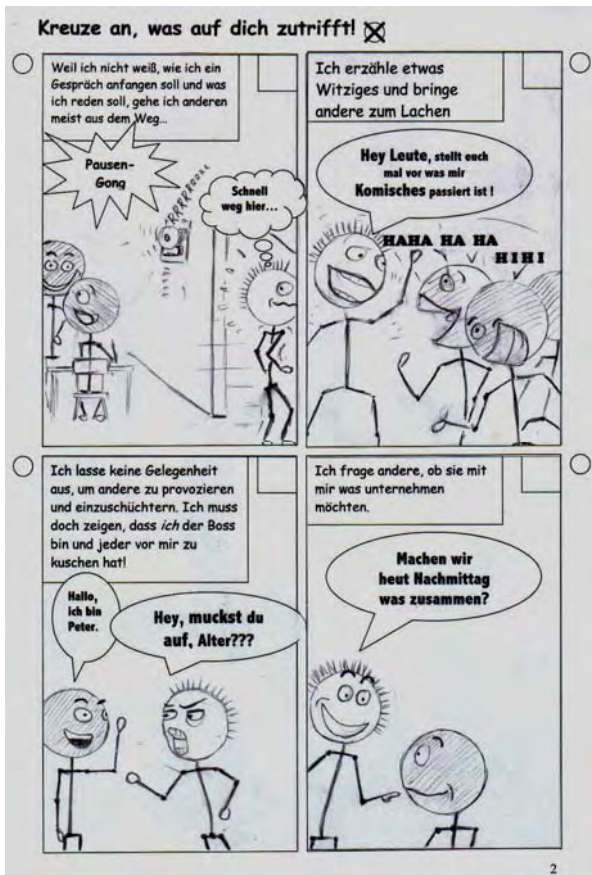 Kreuze an, was auf dich zutrifft!
Weil ich nicht weiß, wie ich ein
Gespräch anfangen soll und was
ich reden soll, gehe ich anderen
meist aus dem Weg...
Pausen-
Gong
RRRRRRRRR
Schnell
weg hier...
Ich erzähle etwas
Witziges und bringe
andere zum Lachen
Hey Leute, stellt euch
mal vor was mir
Komisches passiert ist !
HAHA HA HA
HIHI
Ich lasse keine Gelegenheit
aus, um andere zu provozieren
und einzuschüchtern. Ich muss
doch zeigen, dass ich der Boss
bin und jeder vor mir zu
kuschen hat!
Hallo,
ich bin
Peter.
Hey, muckst du
auf, Alter???
Ich frage andere, ob sie mit
mir was unternehmen
möchten.
Machen wir
heut Nachmittag
was zusammen?
2